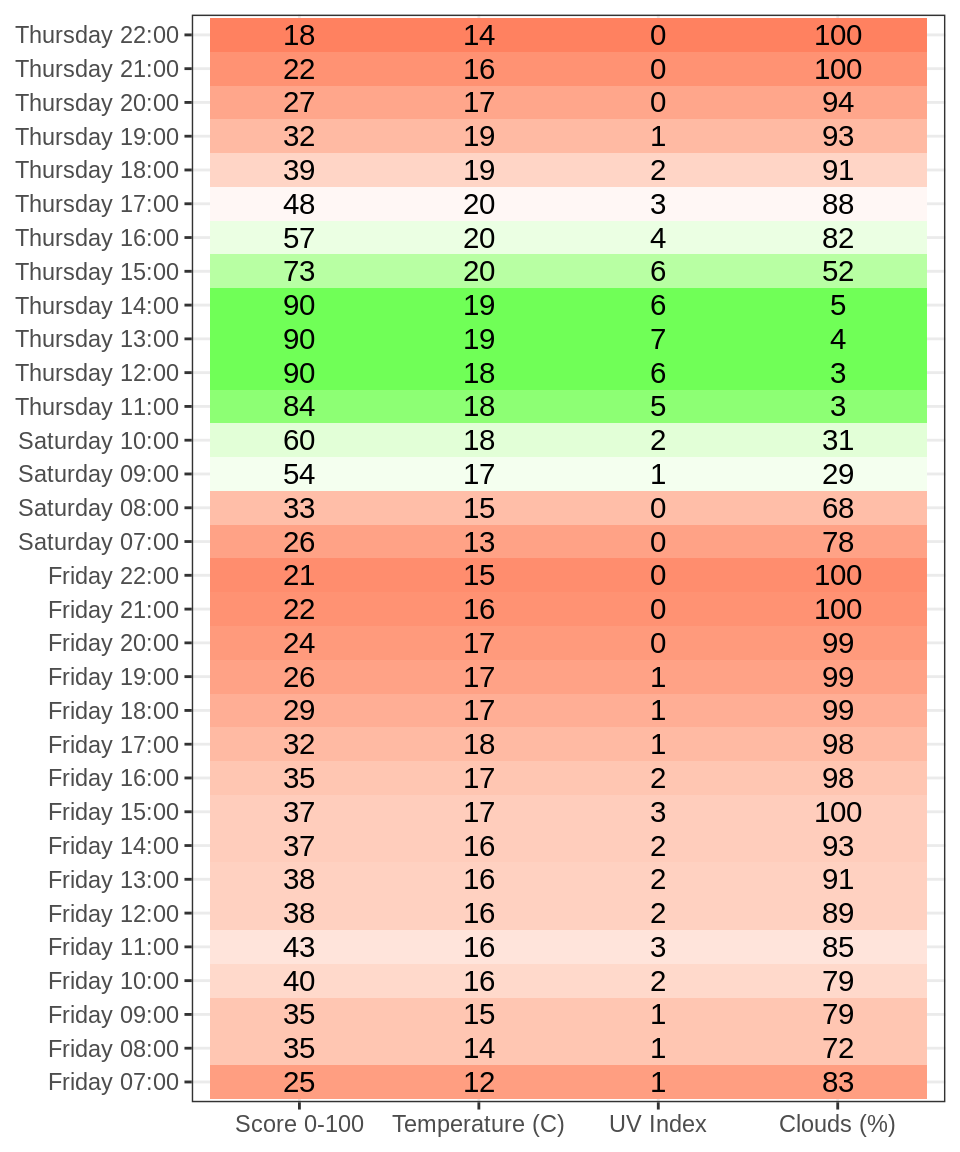 Thursday 22:00 18 14 0 100
Thursday 21:00 22 16 0 100
Thursday 20:00 27 17 0 94
Thursday 19:00 32 19 1 93
Thursday 18:00 39 19 2 91
Thursday 17:00 48 20 3 88
Thursday 16:00 57 20 4 82
Thursday 15:00 73 20 6 52
Thursday 14:00 90 19 6 5
Thursday 13:00 90 19 7 4
Thursday 12:00 90 18 6 3
Thursday 11:00 84 18 5 3
Saturday 10:00 60 18 2 31
Saturday 09:00 54 17 1 29
Saturday 08:00 33 15 0 68
Saturday 07:00 26 13 0 78
Friday 22:00 21 15 0 100
Friday 21:00 22 16 0 100
Friday 20:00 24 17 0 99
Friday 19:00 26 17 1 99
Friday 18:00 29 17 1 99
Friday 17:00 32 18 1 98
Friday 16:00 35 17 2 98
Friday 15:00 37 17 3 100
Friday 14:00 37 16 2 93
Friday 13:00 38 16 2 91
Friday 12:00 38 16 2 89
Friday 11:00 43 16 3 85
Friday 10:00 40 16 2 79
Friday 09:00 35 15 1 79
Friday 08:00 35 14 1 72
Friday 07:00 25 12 1 83
Score 0-100 Temperature (C) UV Index Clouds (%)